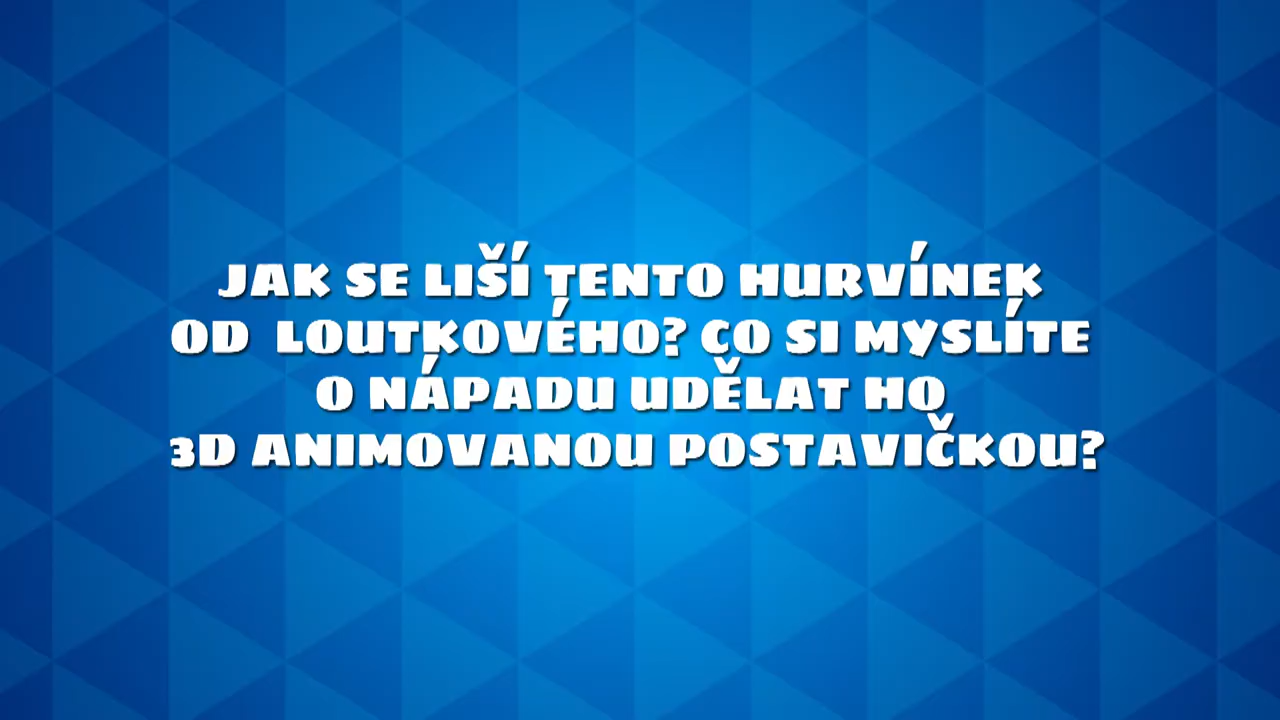 JAK SE LIŠÍ TENTO HURVÍNEK
OD LOUTKOVÉHO? CO SI MYSLÍTE
O NÁPADU UDĚLAT HO
3D ANIMOVANOU POSTAVIČKOU?